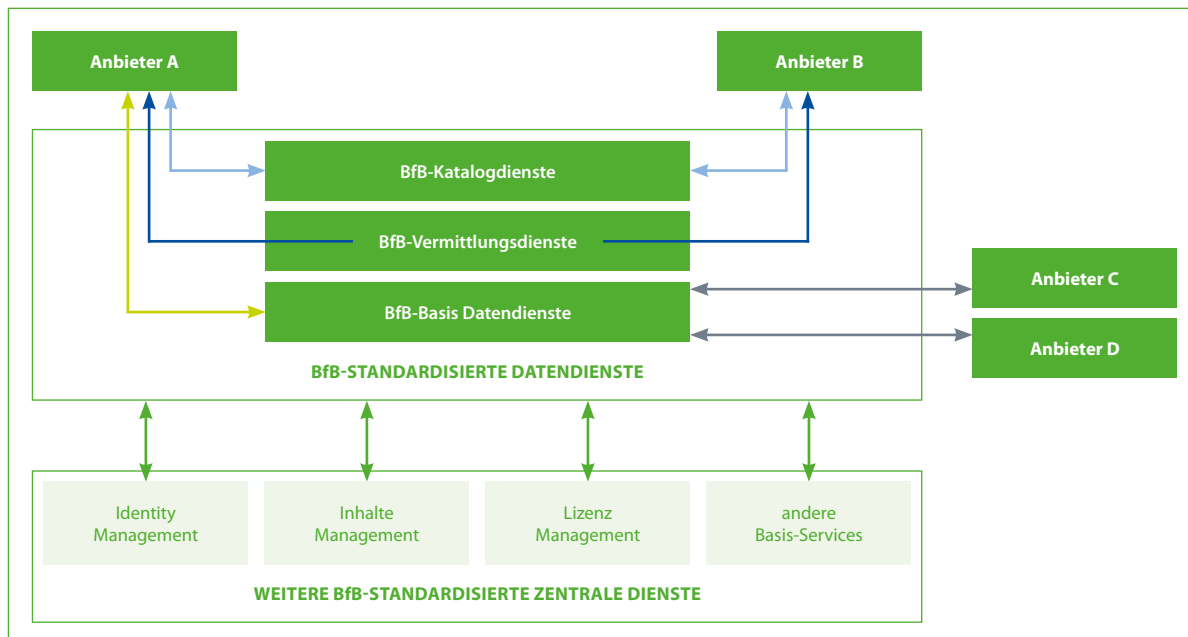 Anbieter A
Anbieter B
BfB-Katalogdienste
BfB-Vermittlungsdienste
BfB-Basis Datendienste
Anbieter C
Anbieter D
BfB-STANDARDISIERTE DATENDIENSTE
Identity
Management
Inhalte
Management
Lizenz
Management
andere
Basis-Services
WEITERE BfB-STANDARDISIERTE ZENTRALE DIENSTE